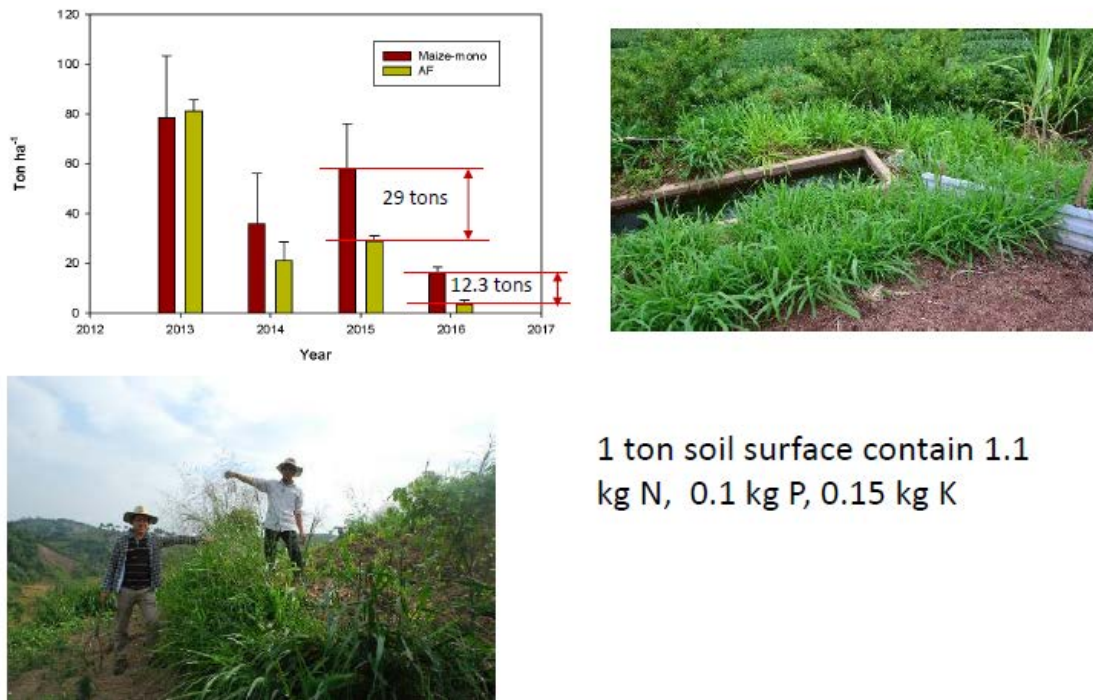 120
100
80
60
40
20
0
Ton ha-1
Maize-mono
AF
29 tons
12.3 tons
2012 2013 2014 2015 2016 2017
Year
1 ton soil surface contain 1.1
kg N, 0.1 kg P, 0.15 kg K